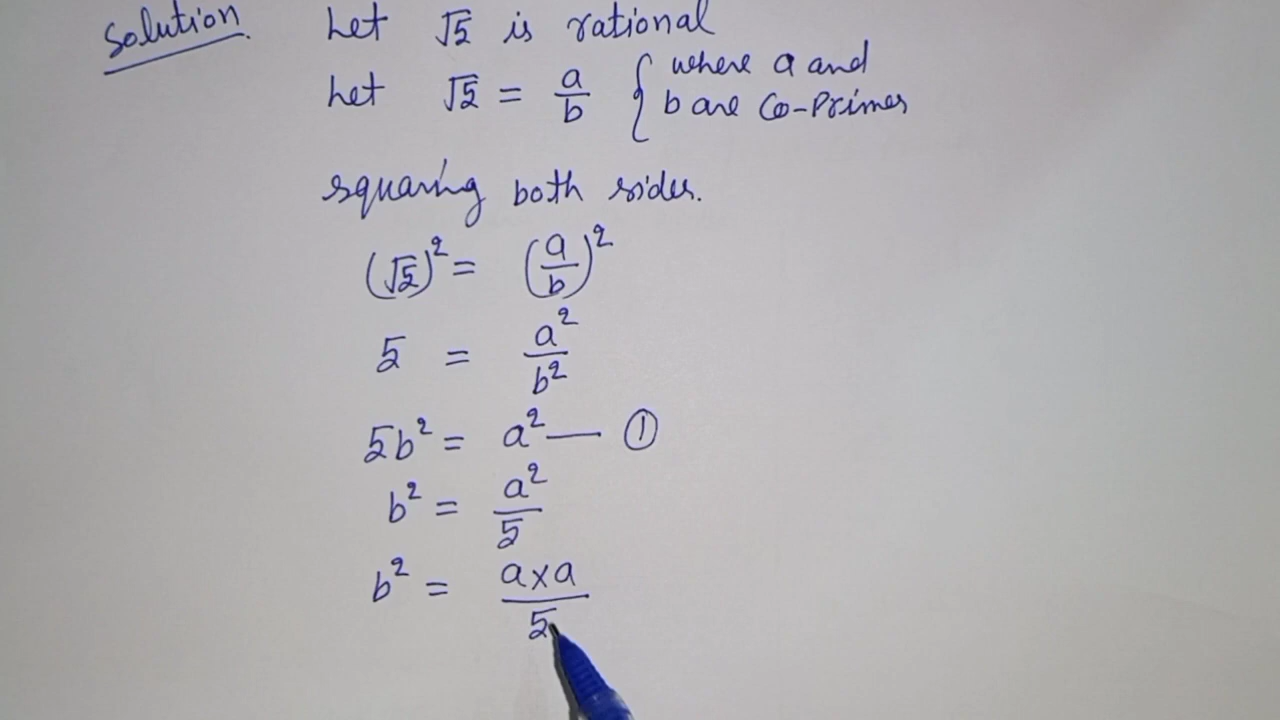 Solution. Let √5 is rational
Let √5 = a/b { where a and
b are Co-Primes
squaring both sides.
(√5)² = (a/b)²
5 = a²/b²
5b² = a² — ①
b² = a²/5
b² = a×a/5